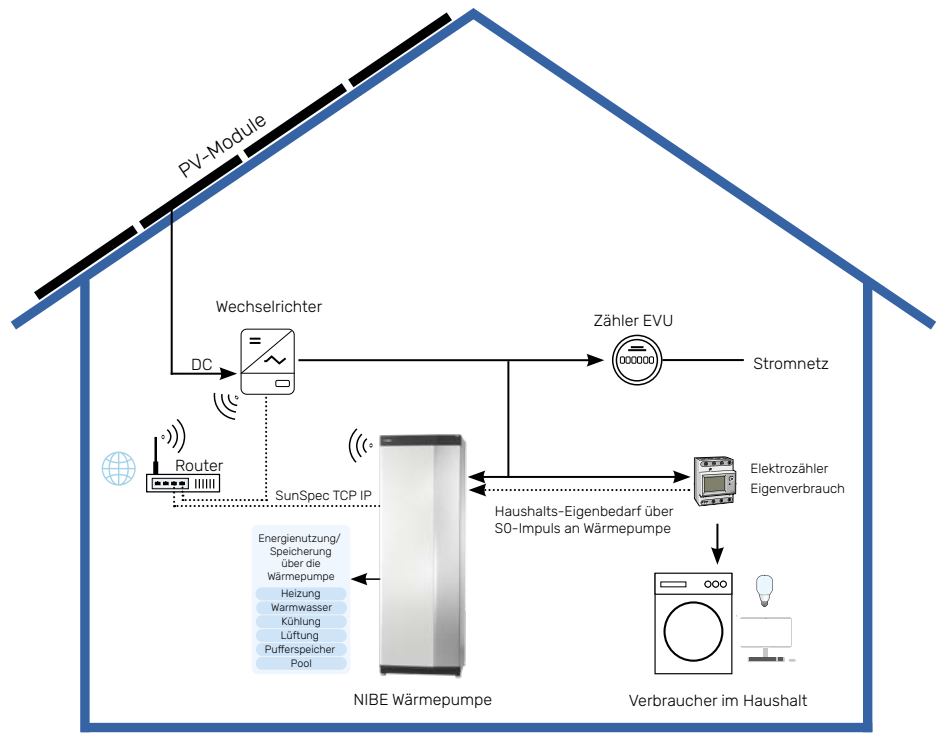 PV-Module
Wechselrichter
Zähler EVU
DC
000000
Stromnetz
Router
Elektrozähler
SunSpec TCP IP
Eigenverbrauch
Haushalts-Eigenbedarf über
S0-Impuls an Wärmepumpe
Energienutzung/
Speicherung
über die
Wärmepumpe
Heizung
Warmwasser
Kühlung
Lüftung
Pufferspeicher
Pool
NIBE Wärmepumpe
Verbraucher im Haushalt